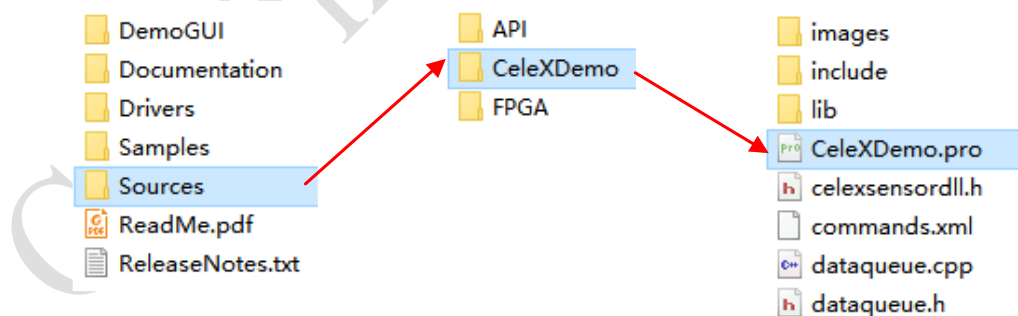 DemoGUI
Documentation
Drivers
Samples
Sources
ReadMe.pdf
ReleaseNotes.txt
API
CeleXDemo
FPGA
images
include
lib
CeleXDemo.pro
celexsensordll.h
commands.xml
dataqueue.cpp
dataqueue.h